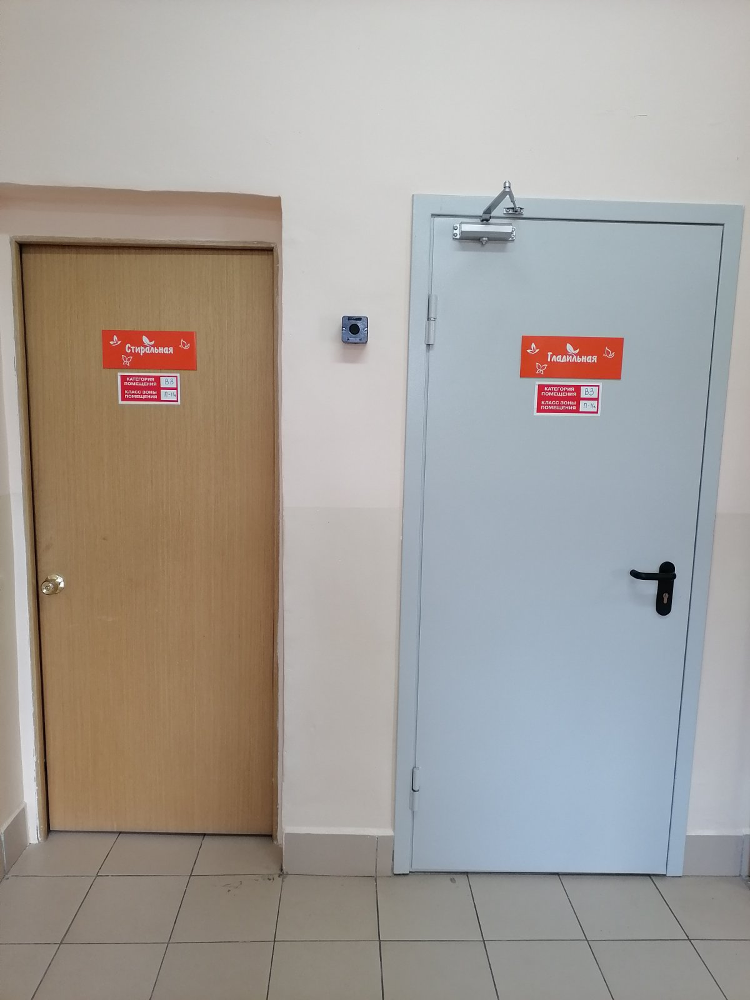 Стиральная
КАТЕГОРИЯ ПОМЕЩЕНИЯ В3
КЛАСС ЗОНЫ ПОМЕЩЕНИЯ П-IIа
Гладильная
КАТЕГОРИЯ ПОМЕЩЕНИЯ В3
КЛАСС ЗОНЫ ПОМЕЩЕНИЯ П-IIа